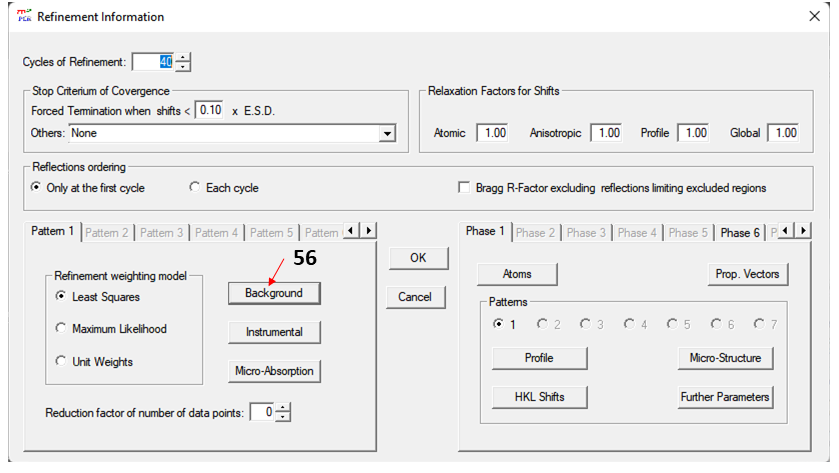 PCR Refinement Information
Cycles of Refinement: 40
Stop Criterium of Covergence
Forced Termination when shifts < 0.10 x E.S.D.
Others: None
Relaxation Factors for Shifts
Atomic 1.00 Anisotropic 1.00 Profile 1.00 Global 1.00
Reflections ordering
Only at the first cycle Each cycle Bragg R-Factor excluding reflections limiting excluded regions
Pattern 1 Pattern 2 Pattern 3 Pattern 4 Pattern 5 Pattern
56
Refinement weighting model
Least Squares
Maximum Likelihood
Unit Weights
Background
Instrumental
Micro-Absorption
Reduction factor of number of data points: 0
OK
Cancel
Phase 1 Phase 2 Phase 3 Phase 4 Phase 5 Phase 6 P
Atoms Prop. Vectors
Patterns
1 2 3 4 5 6 7
Profile Micro-Structure
HKL Shifts Further Parameters